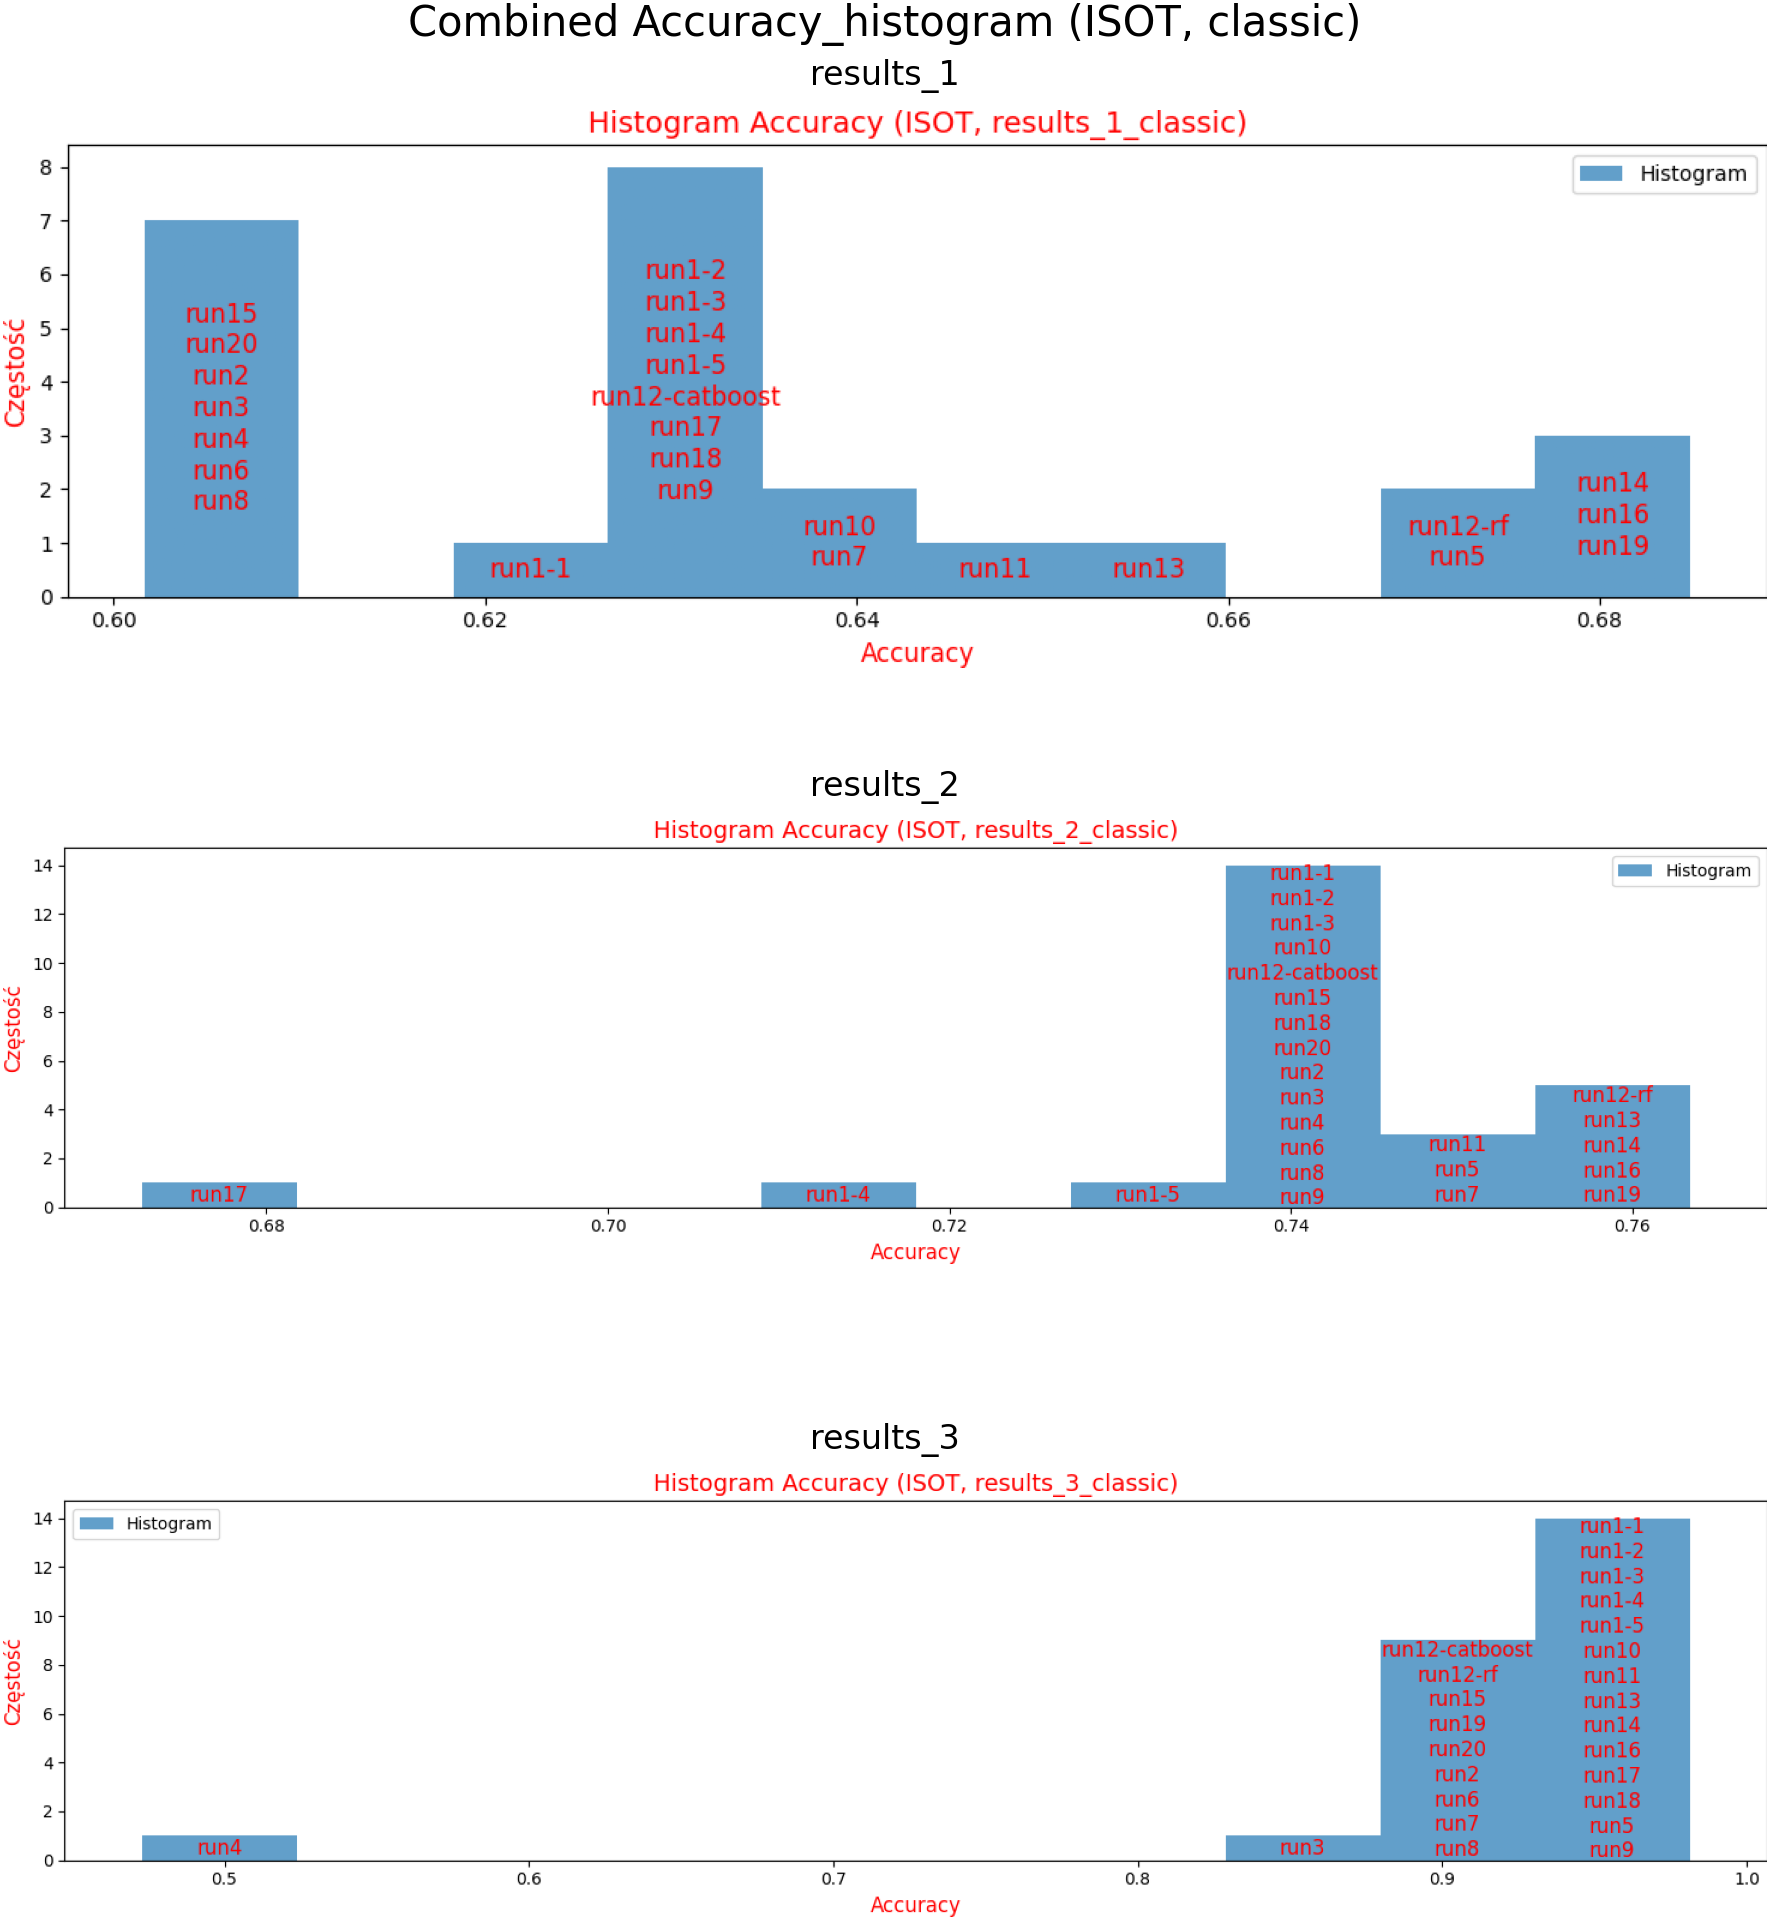 Combined Accuracy_histogram (ISOT, classic)
results_1
Histogram Accuracy (ISOT, results_1_classic)
Histogram
Częstość
8
7
6
5
4
3
2
1
0
run15
run20
run2
run3
run4
run6
run8
run1-1
run1-2
run1-3
run1-4
run1-5
run12-catboost
run17
run18
run9
run10
run7
run11
run13
run12-rf
run5
run14
run16
run19
0.60 0.62 0.64 0.66 0.68
Accuracy
results_2
Histogram Accuracy (ISOT, results_2_classic)
Histogram
Częstość
14
12
10
8
6
4
2
0
run17
run1-4
run1-5
run1-1
run1-2
run1-3
run10
run12-catboost
run15
run18
run20
run2
run3
run4
run6
run8
run9
run11
run5
run7
run12-rf
run13
run14
run16
run19
0.68 0.70 0.72 0.74 0.76
Accuracy
results_3
Histogram Accuracy (ISOT, results_3_classic)
Histogram
Częstość
14
12
10
8
6
4
2
0
run4
run3
run12-catboost
run12-rf
run15
run19
run20
run2
run6
run7
run8
run1-1
run1-2
run1-3
run1-4
run1-5
run10
run11
run13
run14
run16
run17
run18
run5
run9
0.5 0.6 0.7 0.8 0.9 1.0
Accuracy